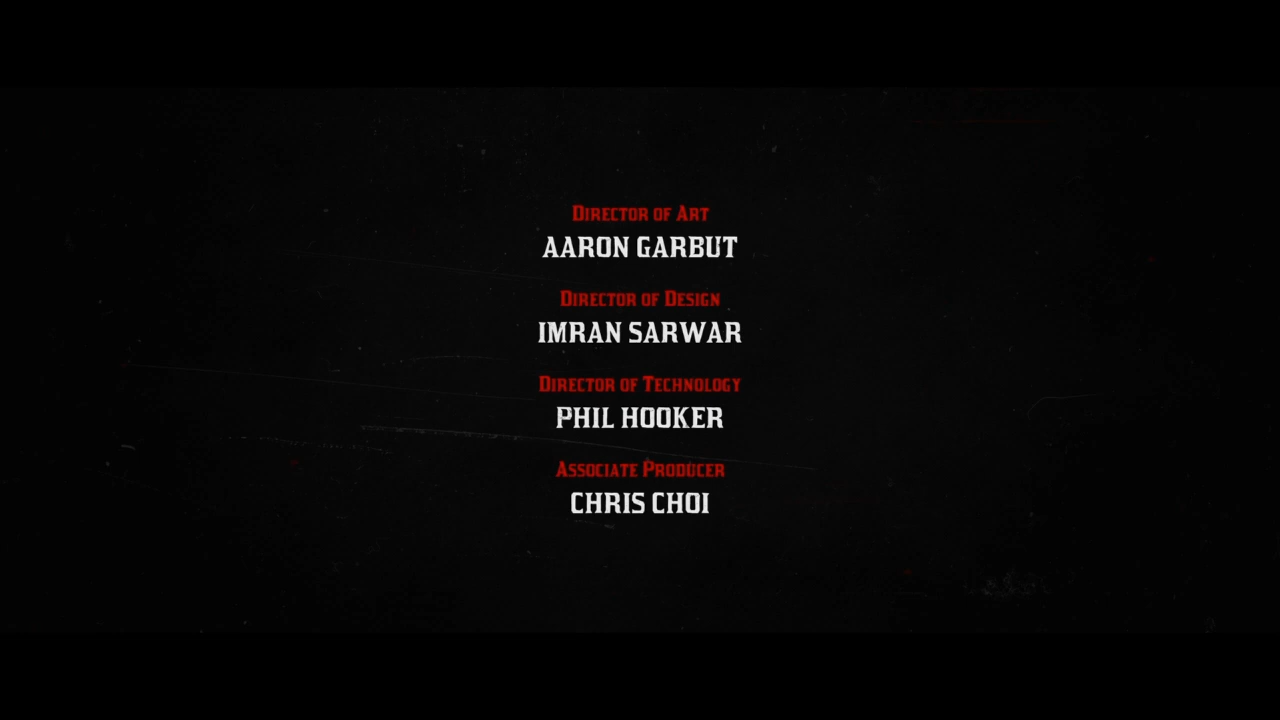 Director of Art
AARON GARBUT
Director of Design
IMRAN SARWAR
Director of Technology
PHIL HOOKER
Associate Producer
CHRIS CHOI